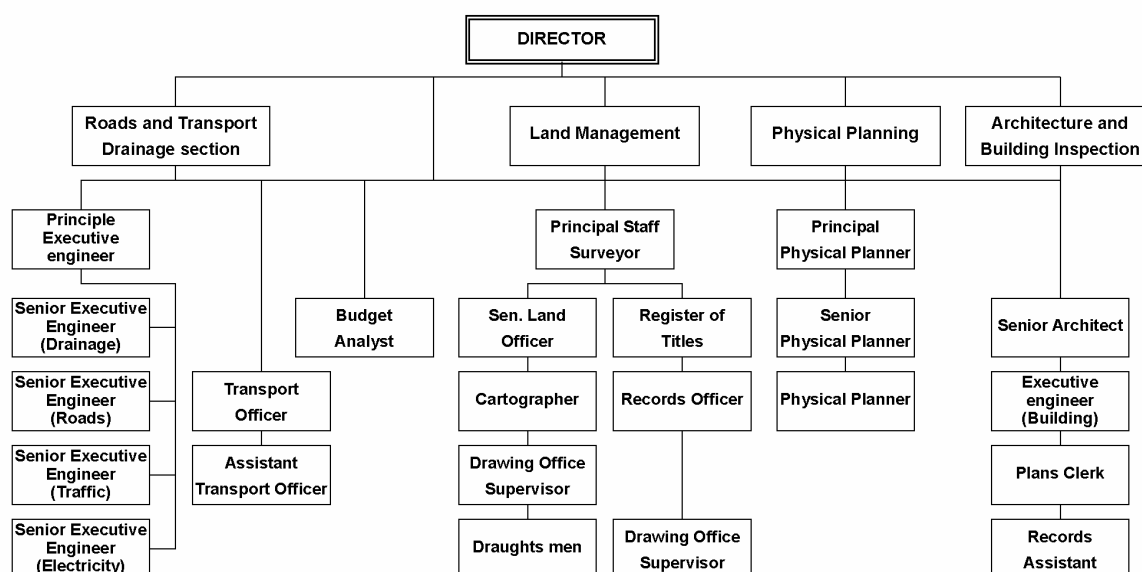 DIRECTOR
Roads and Transport
Drainage section
Land Management
Physical Planning
Architecture and
Building Inspection
Principle
Executive
engineer
Principal Staff
Surveyor
Principal
Physical Planner
Senior Executive
Engineer
(Drainage)
Budget
Analyst
Sen. Land
Officer
Register of
Titles
Senior
Physical Planner
Senior Architect
Senior Executive
Engineer
(Roads)
Transport
Officer
Cartographer
Records Officer
Physical Planner
Executive
engineer
(Building)
Senior Executive
Engineer
(Traffic)
Assistant
Transport Officer
Drawing Office
Supervisor
Plans Clerk
Senior Executive
Engineer
(Electricity)
Draughts men
Drawing Office
Supervisor
Records
Assistant